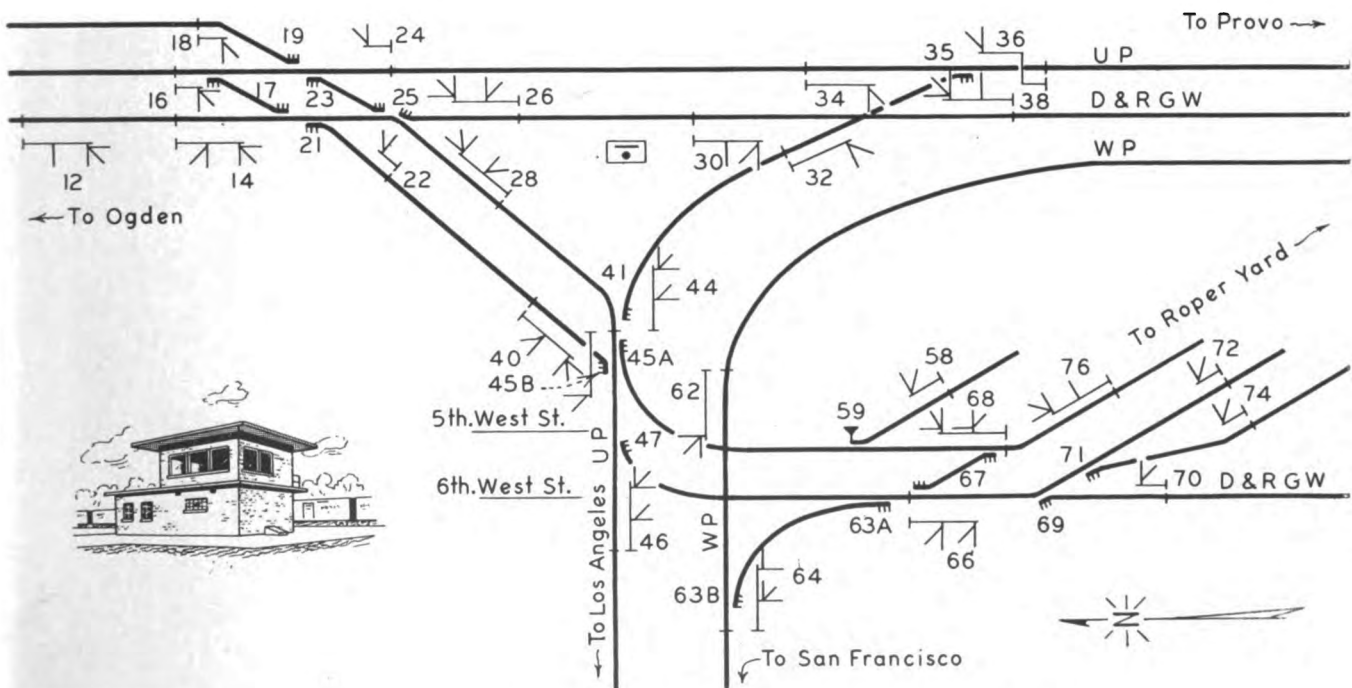 To Provo
18
19
24
35
36
UP
16
17
23
25
26
34
38
D & R G W
21
30
WP
12
14
22
28
32
To Ogden
41
44
To Roper Yard
40
45A
45B
62
58
76
72
59
68
74
5th. West St.
47
71
6th. West St.
67
70
D & R G W
46
63A
69
66
To Los Angeles UP
WP
63B
64
N
To San Francisco